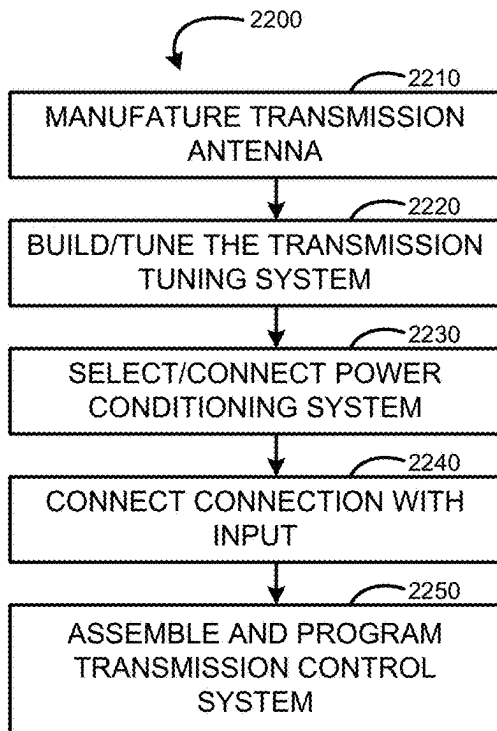 2200
2210
MANUFATURE TRANSMISSION
ANTENNA
2220
BUILD/TUNE THE TRANSMISSION
TUNING SYSTEM
2230
SELECT/CONNECT POWER
CONDITIONING SYSTEM
2240
CONNECT CONNECTION WITH
INPUT
2250
ASSEMBLE AND PROGRAM
TRANSMISSION CONTROL
SYSTEM